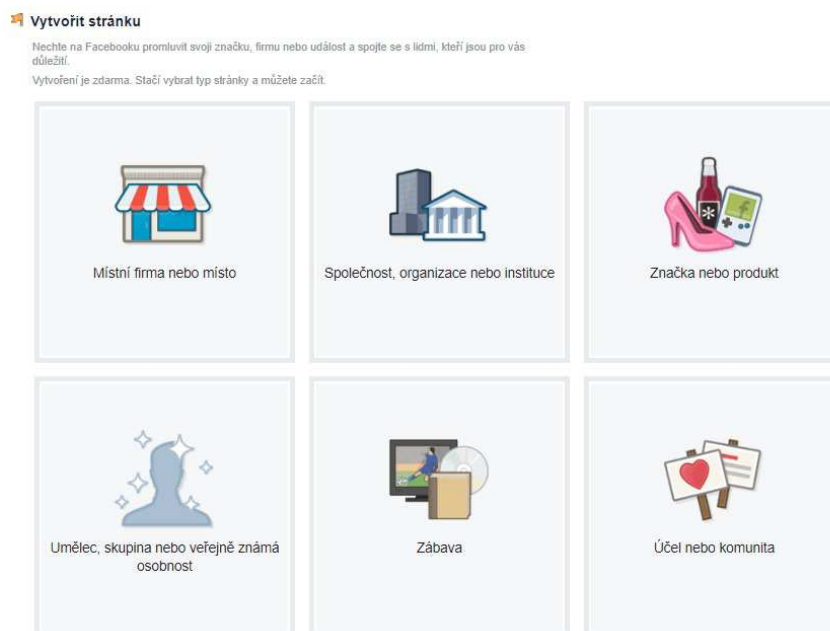 Vytvořit stránku
Nechte na Facebooku promluvit svoji značku, firmu nebo událost a spojte se s lidmi, kteří jsou pro vás
důležití.
Vytvoření je zdarma. Stačí vybrat typ stránky a můžete začít.
Místní firma nebo místo
Společnost, organizace nebo instituce
Značka nebo produkt
Umělec, skupina nebo veřejně známá
osobnost
Zábava
Účel nebo komunita